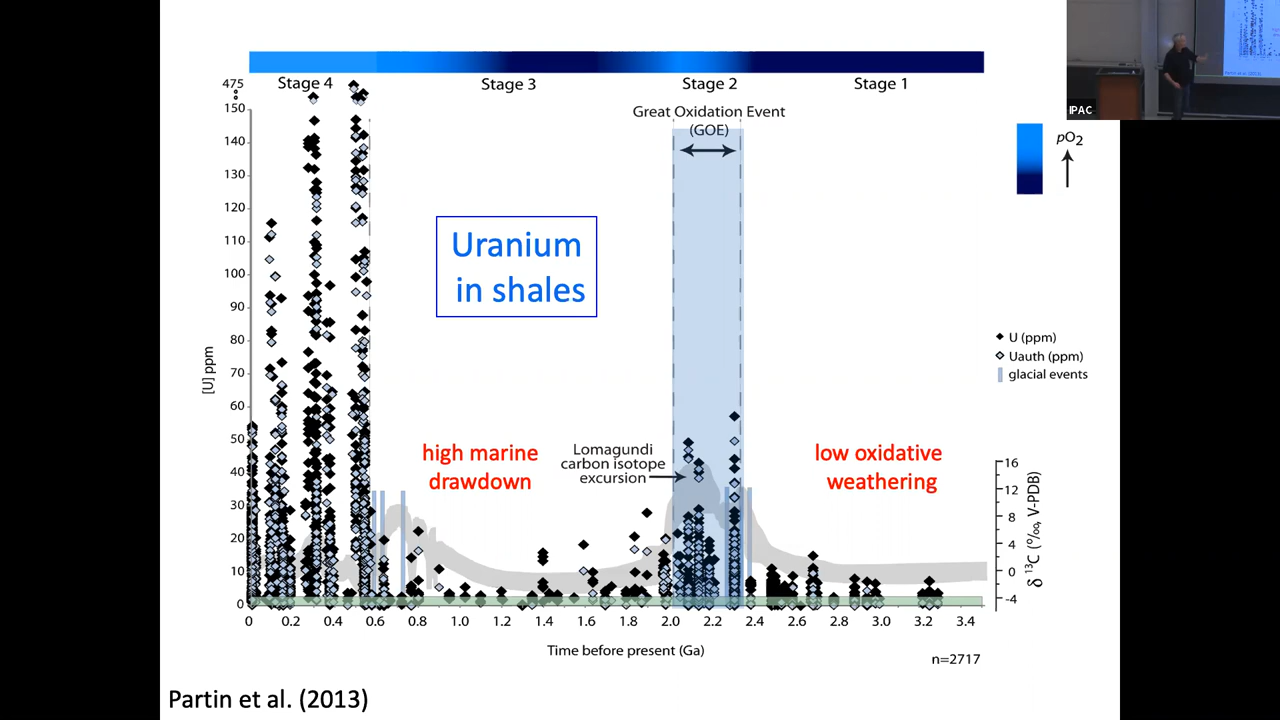 Stage 4
Stage 3
Stage 2
Stage 1
Great Oxidation Event
(GOE)
IPAC
pO2
475
150
140
130
120
110
100
90
80
70
60
50
40
30
20
10
0
[U] ppm
Uranium
in shales
U (ppm)
Uauth (ppm)
glacial events
high marine
drawdown
Lomagundi
carbon isotope
excursion
low oxidative
weathering
16
12
8
4
0
-4
δ 13C (‰, V-PDB)
0 0.2 0.4 0.6 0.8 1.0 1.2 1.4 1.6 1.8 2.0 2.2 2.4 2.6 2.8 3.0 3.2 3.4
Time before present (Ga)
n=2717
Partin et al. (2013)